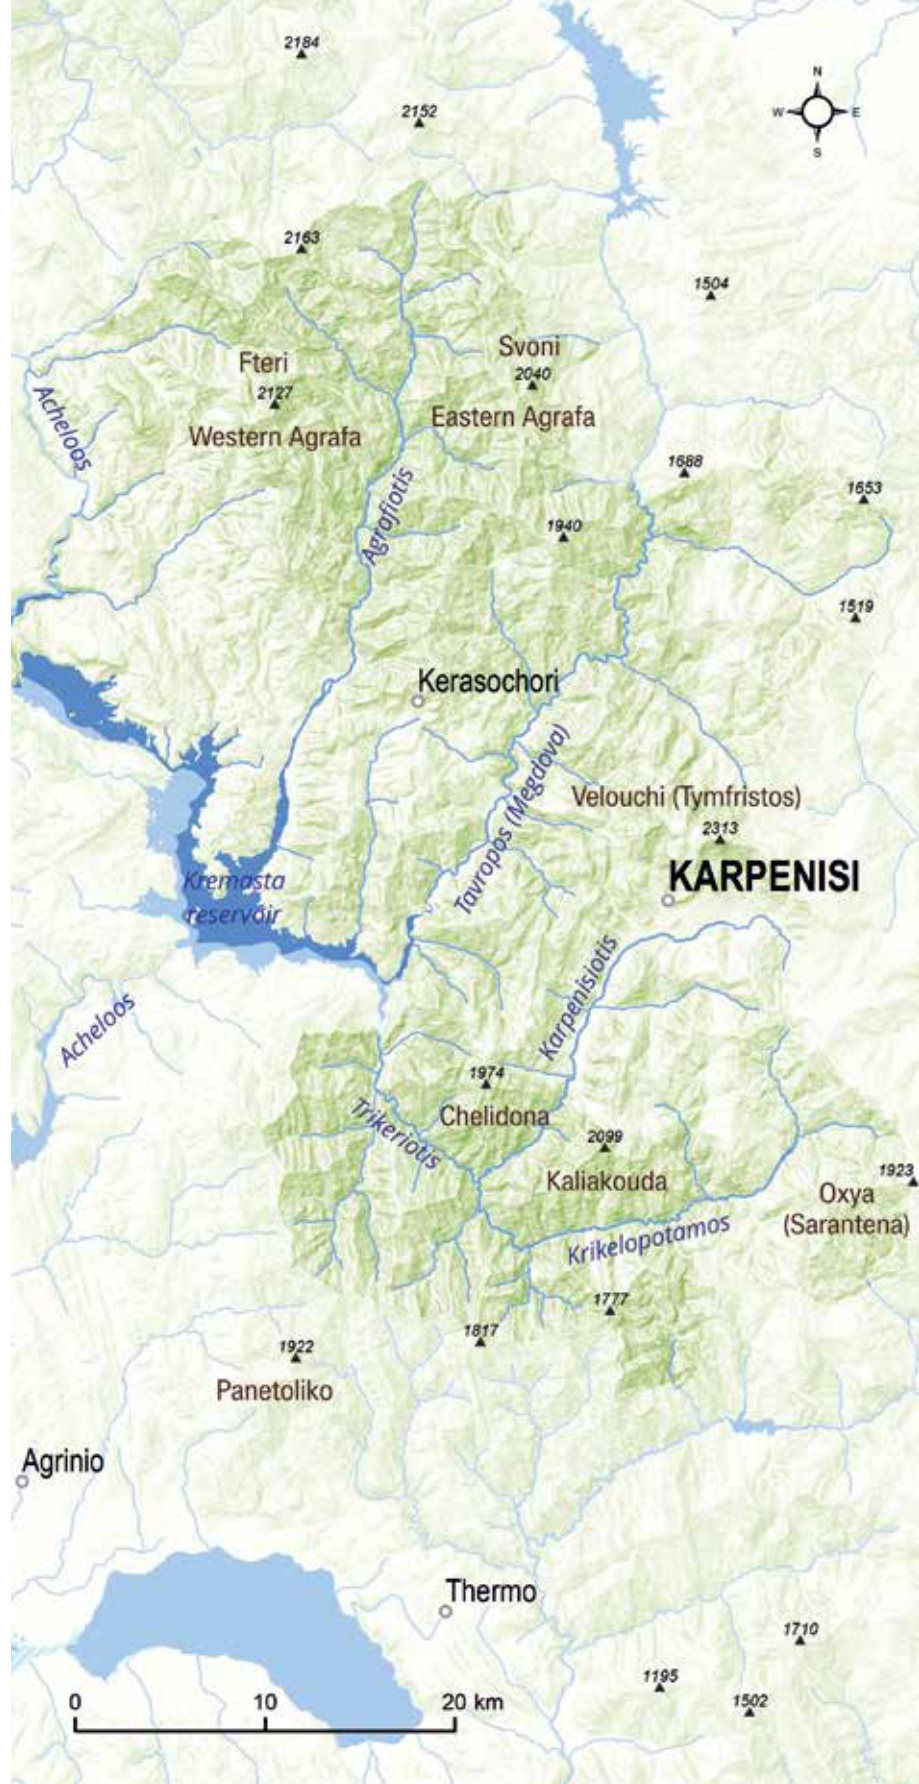 2184
N
W E
S
2152
2163
1504
Svoni
Fteri
2040
2127
Eastern Agrafa
Western Agrafa
Acheloos
1688
1653
Agrafiotis
1940
1519
Kerasochori
Tavropos (Megdova)
Velouchi (Tymfristos)
2313
KARPENISI
Kremasta
reservoir
Karpenisiotis
Acheloos
1974
Chelidona
Trikeriotis
2099
Kaliakouda
1923
Oxya
(Sarantena)
Krikelopotamos
1777
1817
1922
Panetoliko
Agrinio
Thermo
1710
1195
1502
0 10 20 km